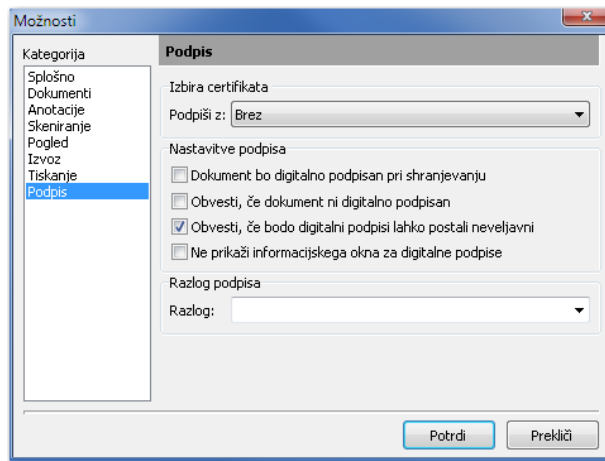 Možnosti
Kategorija
Splošno
Dokumenti
Anotacije
Skeniranje
Pogled
Izvoz
Tiskanje
Podpis
Podpis
Izbira certifikata
Podpiši z: Brez
Nastavitve podpisa
Dokument bo digitalno podpisan pri shranjevanju
Obvesti, če dokument ni digitalno podpisan
Obvesti, če bodo digitalni podpisi lahko postali neveljavni
Ne prikaži informacijskega okna za digitalne podpise
Razlog podpisa
Razlog:
Potrdi Prekliči